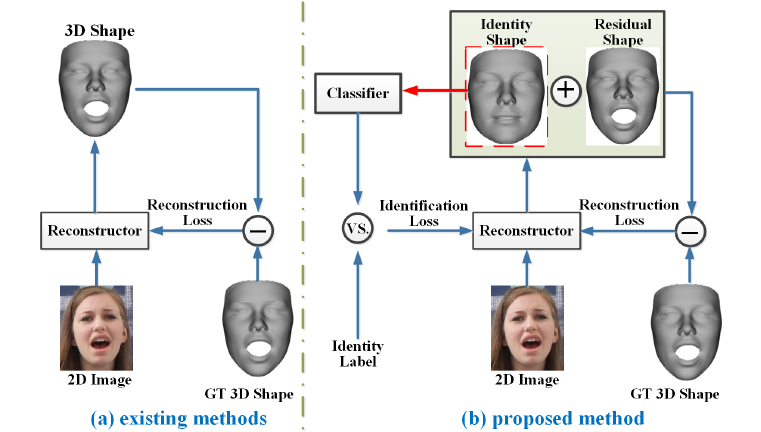 3D Shape
Reconstruction
Loss
Reconstructor
−
2D Image
GT 3D Shape
(a) existing methods
Identity
Shape
Residual
Shape
+
Classifier
VS.
Identification
Loss
Reconstruction
Loss
Reconstructor
−
Identity
Label
2D Image
GT 3D Shape
(b) proposed method